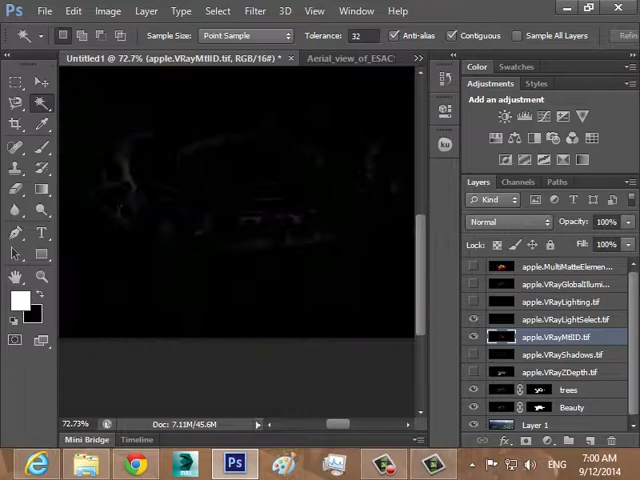 Ps File Edit Image Layer Type Select Filter 3D View Window Help
Sample Size: Point Sample Tolerance: 32 Anti-alias Contiguous Sample All Layers Refin
Untitled1 @ 72.7% (apple.VRayMtlID.tif, RGB/16#) * × Aerial_view_of_ESAC
Color Swatches
Adjustments Styles
Add an adjustment
ku
Layers Channels Paths
Kind
Normal Opacity: 100%
Lock: Fill: 100%
apple.MultiMatteElemen...
apple.VRayGlobalIllumi...
apple.VRayLighting.tif
apple.VRayLightSelect.tif
apple.VRayMtlID.tif
apple.VRayShadows.tif
apple.VRayZDepth.tif
trees
Beauty
Layer 1
72.73% Doc: 7.11M/45.6M
Mini Bridge Timeline
fx
Ps ENG 7:00 AM
9/12/2014